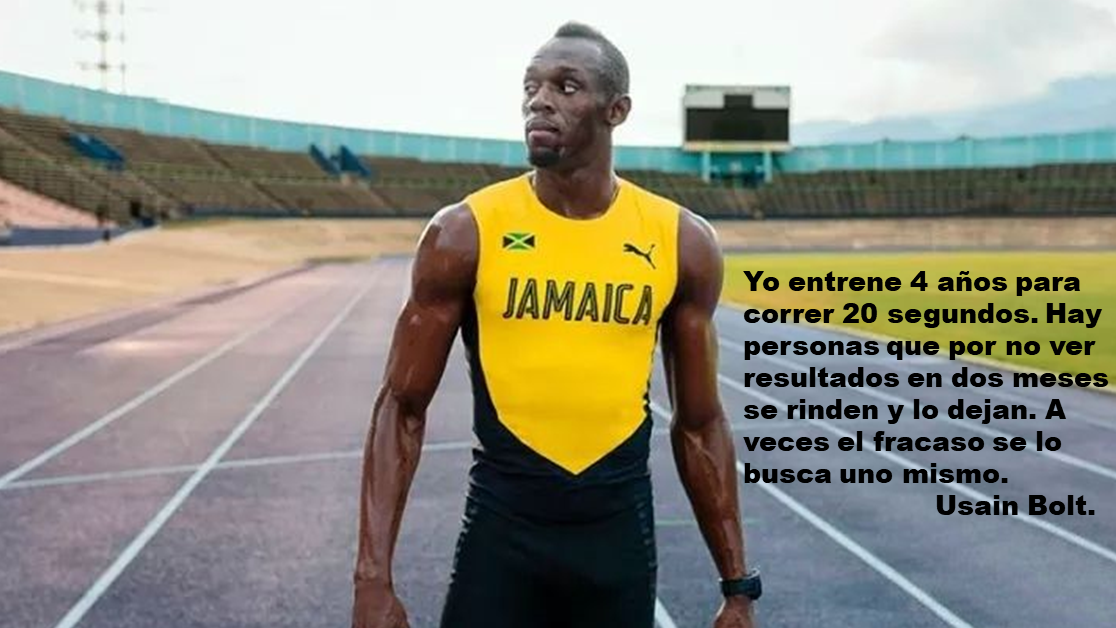 JAMAICA
Yo entrene 4 años para
correr 20 segundos. Hay
personas que por no ver
resultados en dos meses
se rinden y lo dejan. A
veces el fracaso se lo
busca uno mismo.
Usain Bolt.